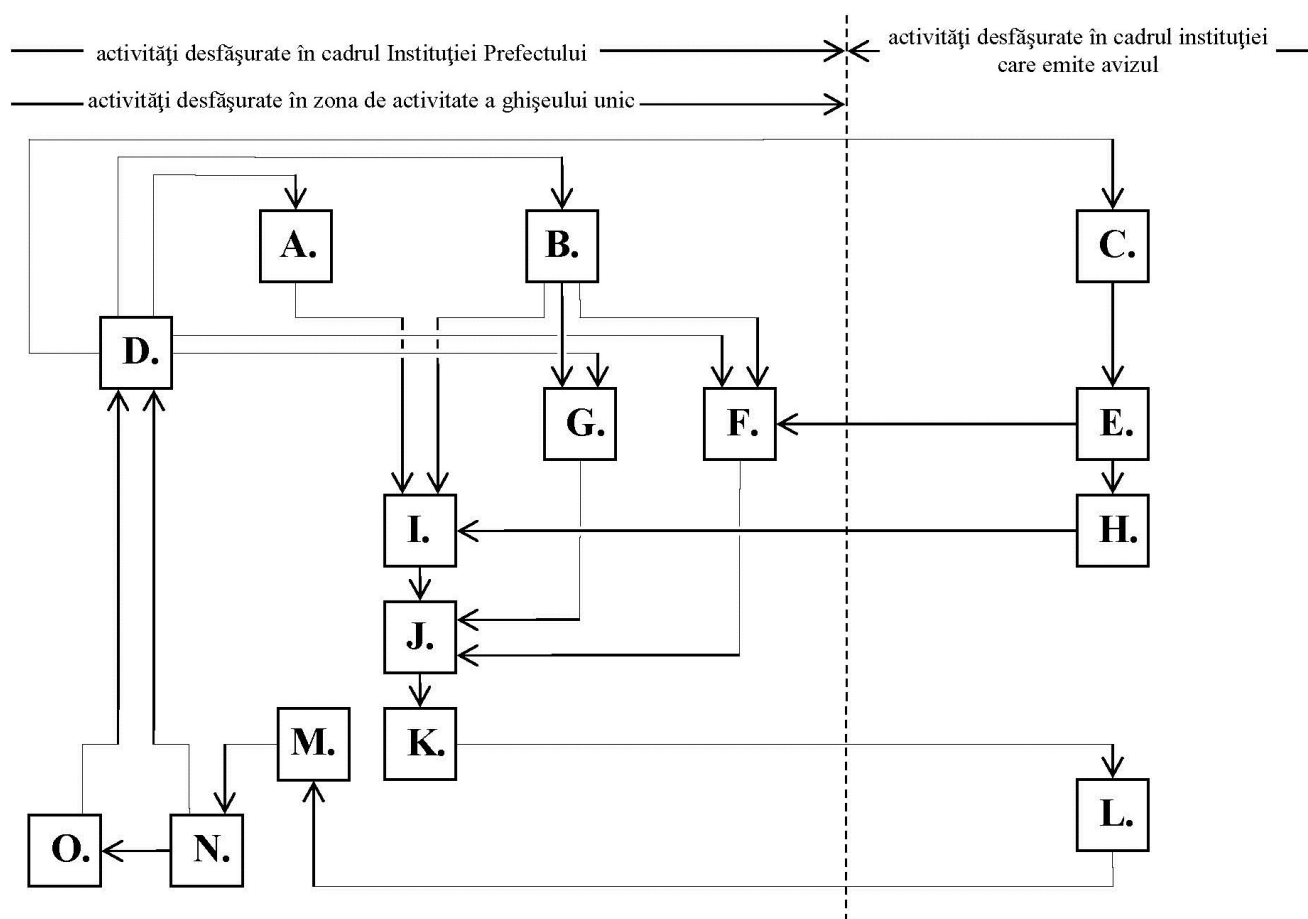 activităţi desfăşurate în cadrul Instituţiei Prefectului
activităţi desfăşurate în cadrul instituţiei
care emite avizul
activităţi desfăşurate în zona de activitate a ghişeului unic
A.
B.
C.
D.
G.
F.
E.
I.
H.
J.
M.
K.
L.
O.
N.